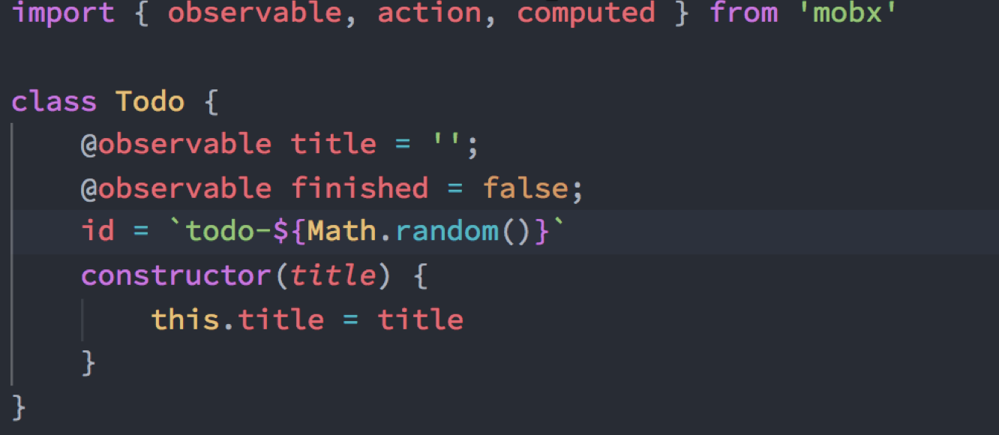 import { observable, action, computed } from 'mobx'
class Todo {
@observable title = '';
@observable finished = false;
id = `todo-${Math.random()}`
constructor(title) {
this.title = title
}
}